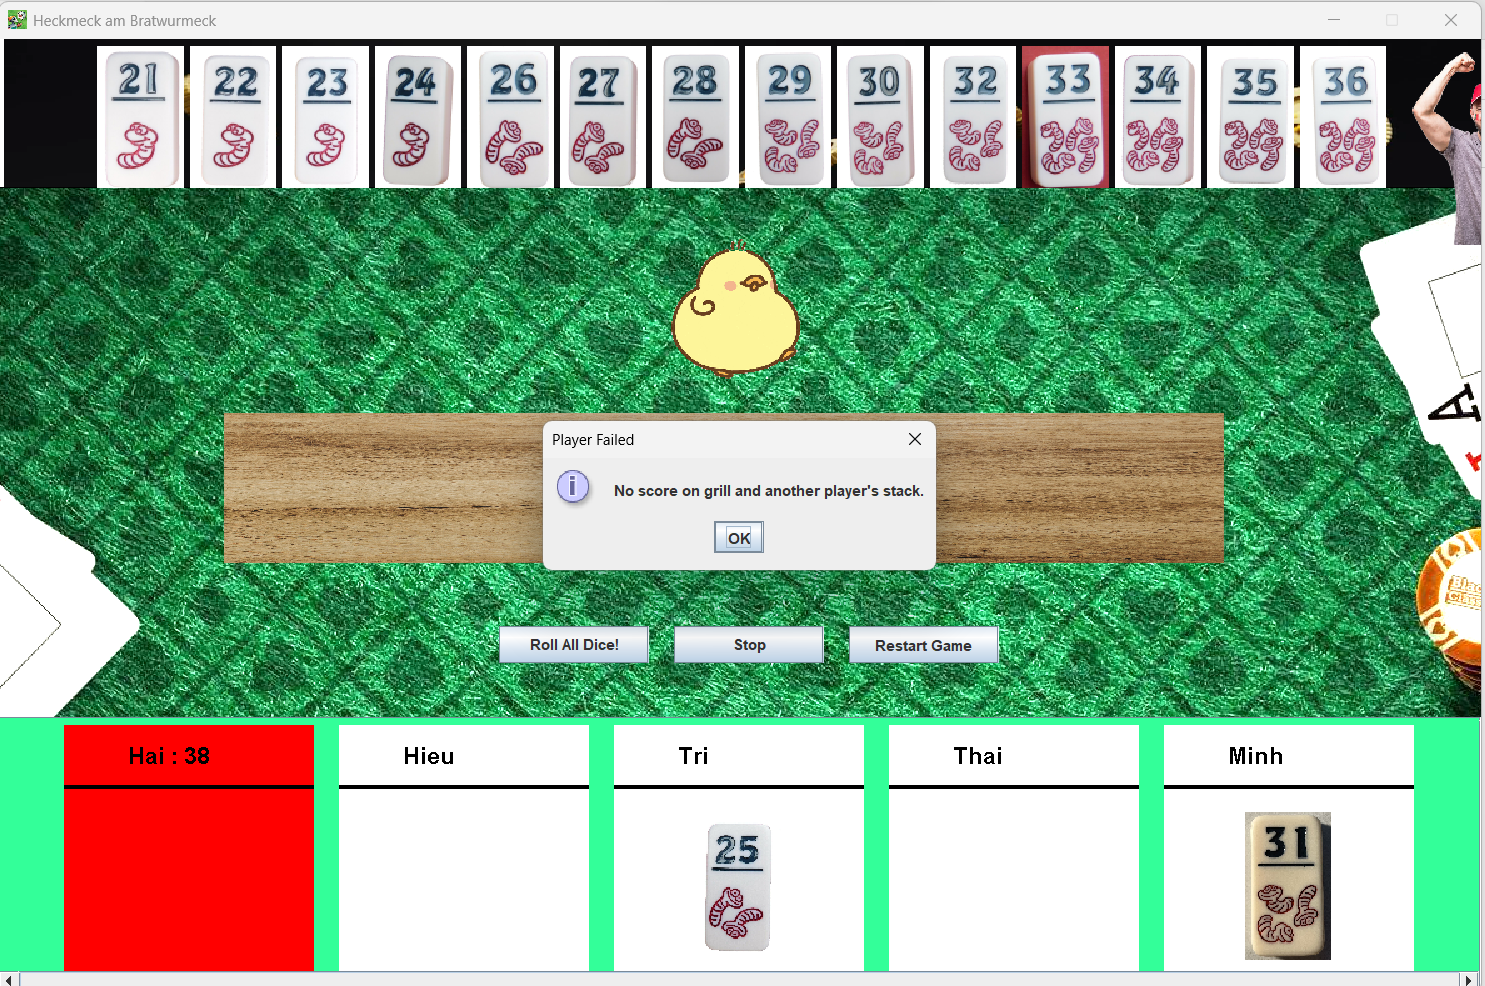 Heckmeck am Bratwurmeck
21 22 23 24 26 27 28 29 30 32 33 34 35 36
A
Player Failed
No score on grill and another player's stack.
OK
Roll All Dice! Stop Restart Game
Hai : 38 Hieu Tri Thai Minh
25 31